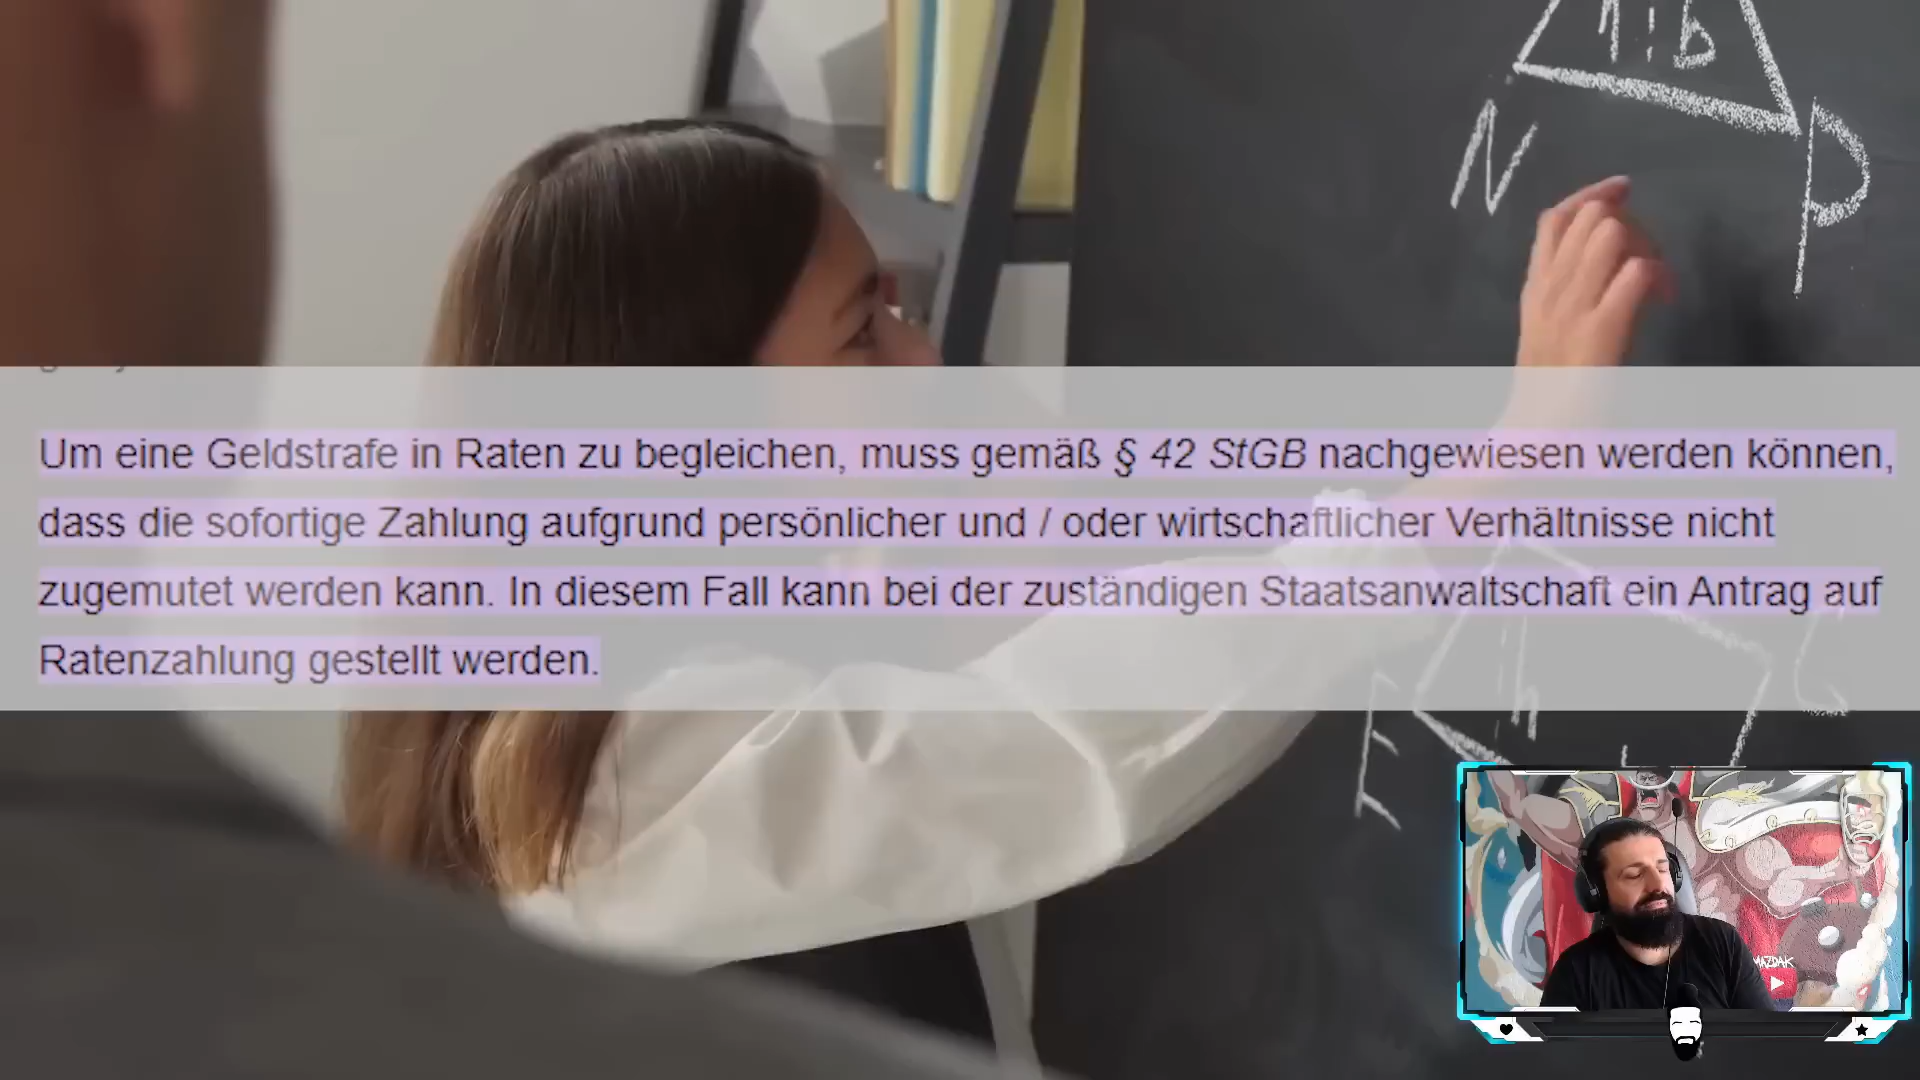 1:b
N
P
Um eine Geldstrafe in Raten zu begleichen, muss gemäß § 42 StGB nachgewiesen werden können,
dass die sofortige Zahlung aufgrund persönlicher und / oder wirtschaftlicher Verhältnisse nicht
zugemutet werden kann. In diesem Fall kann bei der zuständigen Staatsanwaltschaft ein Antrag auf
Ratenzahlung gestellt werden.
h
E
MAZDAK